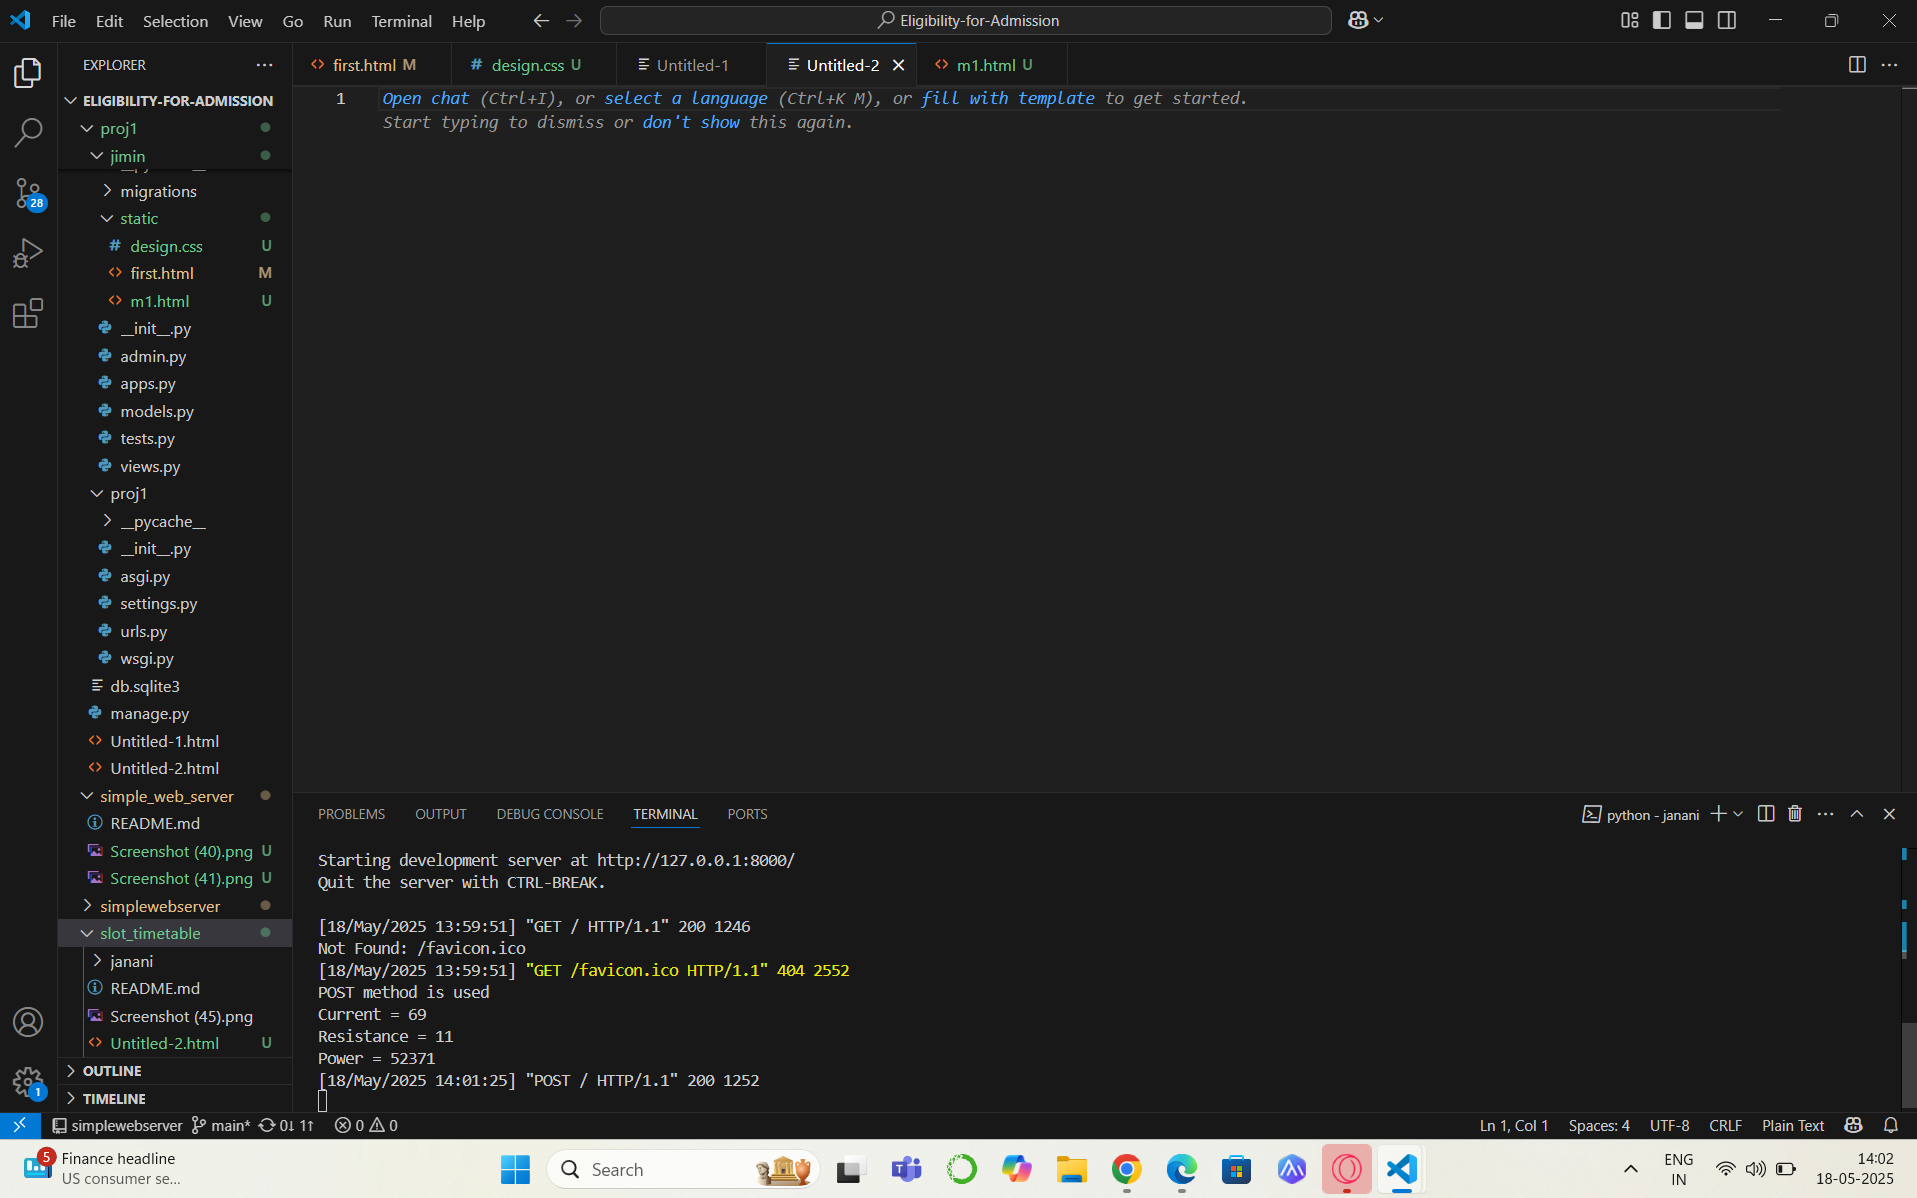 File Edit Selection View Go Run Terminal Help
Eligibility-for-Admission
EXPLORER
ELIGIBILITY-FOR-ADMISSION
proj1
jimin
migrations
static
# design.css U
<> first.html M
<> m1.html U
__init__.py
admin.py
apps.py
models.py
tests.py
views.py
proj1
__pycache__
__init__.py
asgi.py
settings.py
urls.py
wsgi.py
db.sqlite3
manage.py
<> Untitled-1.html
<> Untitled-2.html
simple_web_server
README.md
Screenshot (40).png U
Screenshot (41).png U
simplewebserver
slot_timetable
janani
README.md
Screenshot (45).png
<> Untitled-2.html U
OUTLINE
TIMELINE
28
1
<> first.html M # design.css U Untitled-1 Untitled-2 <> m1.html U
1 Open chat (Ctrl+I), or select a language (Ctrl+K M), or fill with template to get started.
Start typing to dismiss or don't show this again.
PROBLEMS OUTPUT DEBUG CONSOLE TERMINAL PORTS
python - janani
Starting development server at http://127.0.0.1:8000/
Quit the server with CTRL-BREAK.
[18/May/2025 13:59:51] "GET / HTTP/1.1" 200 1246
Not Found: /favicon.ico
[18/May/2025 13:59:51] "GET /favicon.ico HTTP/1.1" 404 2552
POST method is used
Current = 69
Resistance = 11
Power = 52371
[18/May/2025 14:01:25] "POST / HTTP/1.1" 200 1252
simplewebserver main* 0↓ 1↑ 0 0
Ln 1, Col 1 Spaces: 4 UTF-8 CRLF Plain Text
5
Finance headline
US consumer se...
Search
ENG
IN
14:02
18-05-2025